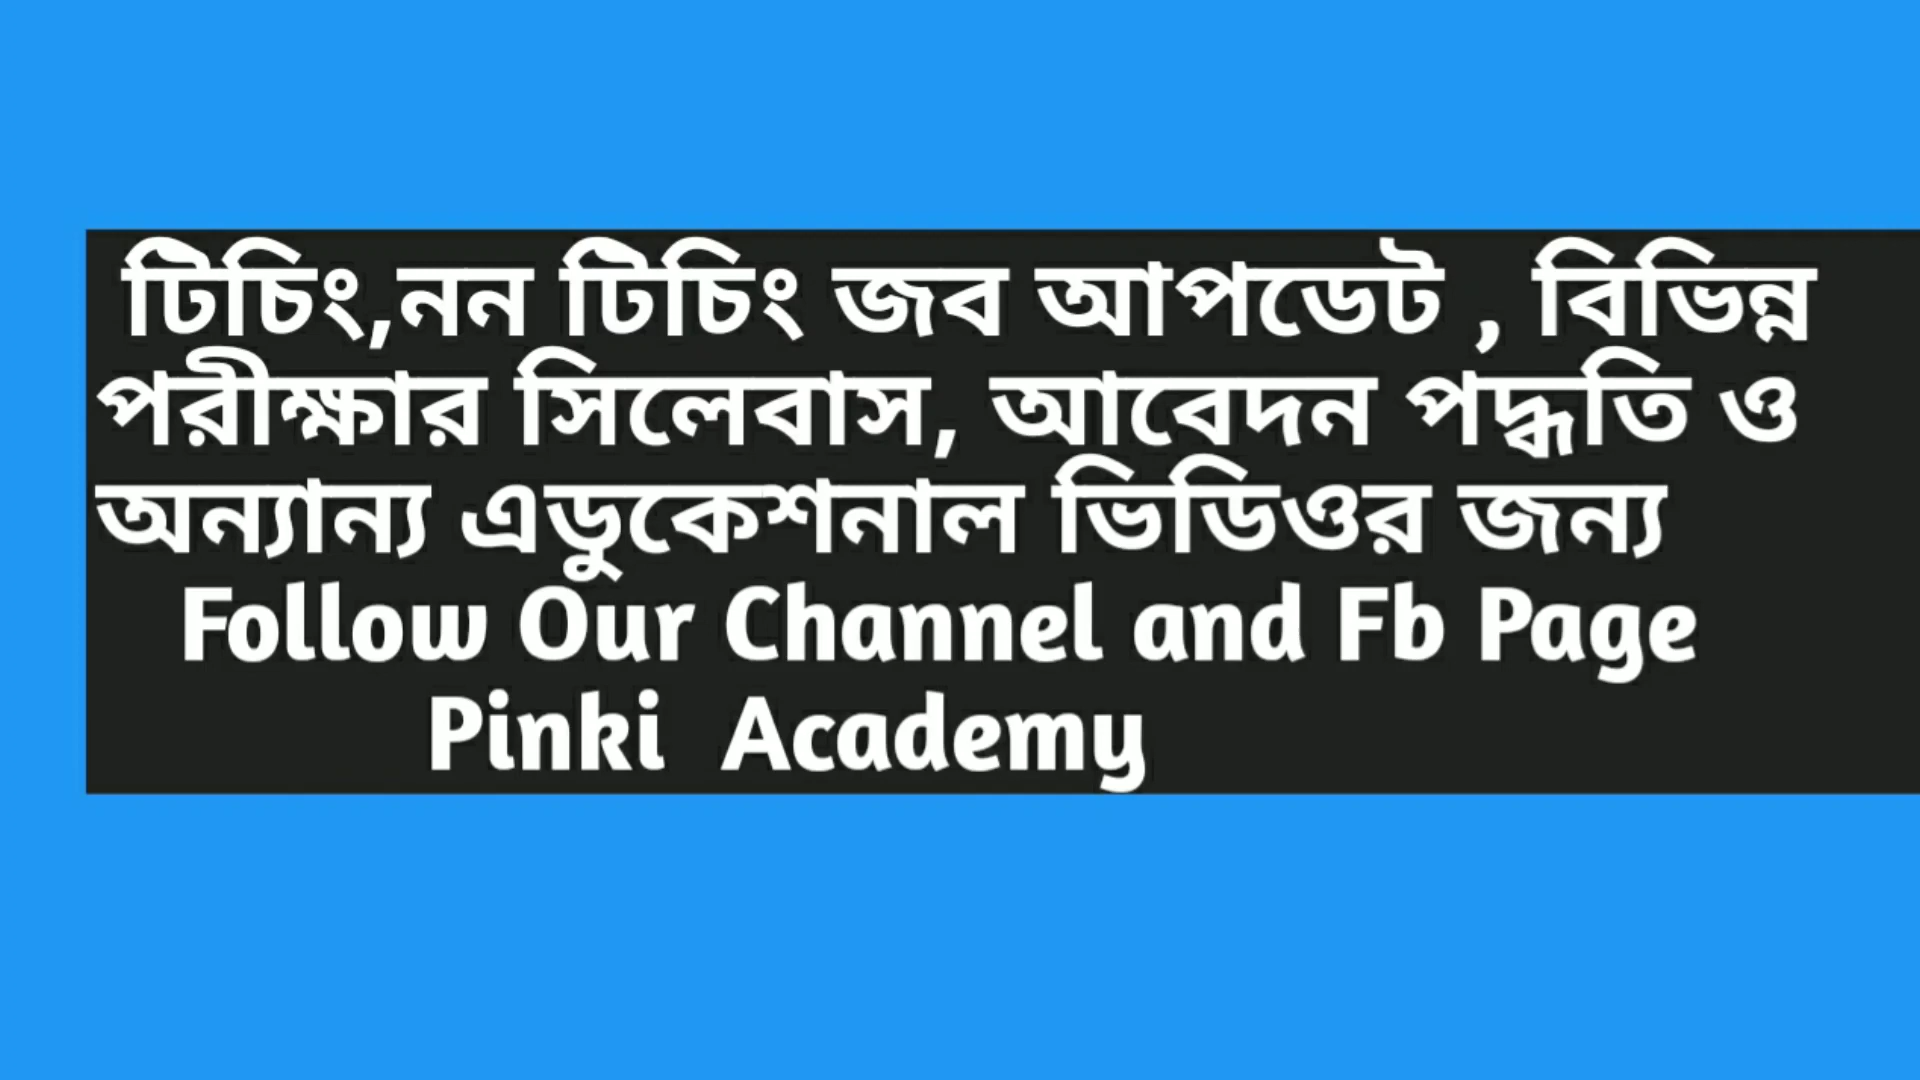 টিচিং,নন টিচিং জব আপডেট , বিভিন্ন
পরীক্ষার সিলেবাস, আবেদন পদ্ধতি ও
অন্যান্য এডুকেশনাল ভিডিওর জন্য
Follow Our Channel and Fb Page
Pinki Academy